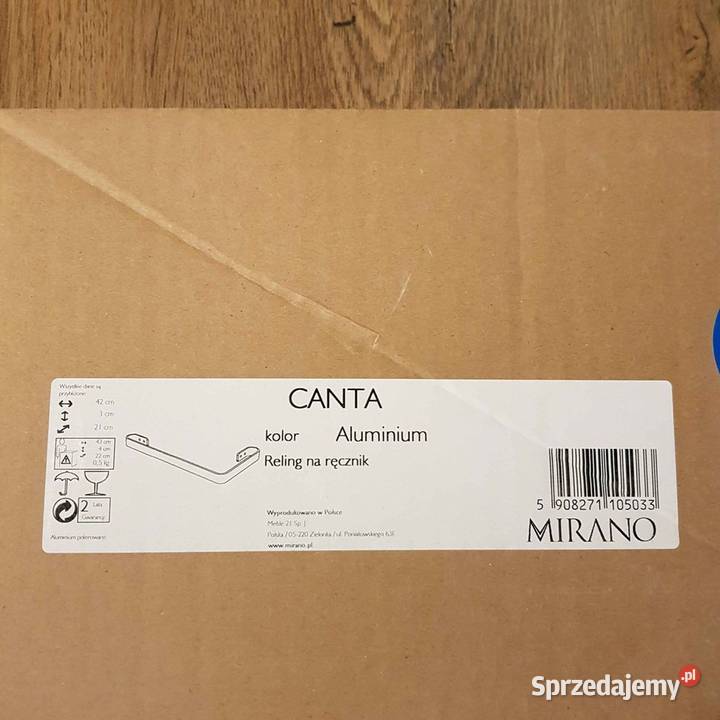 Wszystkie dane są
przybliżone:
42 cm
3 cm
21 cm
43 cm
4 cm
22 cm
0,5 kg
2 Lata
Gwarancji
Aluminium polerowane
CANTA
kolor Aluminium
Reling na ręcznik
Wyprodukowano w Polsce
Meble 21 Sp. J.
Polska / 05-220 Zielonka / ul. Poniatowskiego 63E
www.mirano.pl
5 908271 105033
MIRANO
Sprzedajemy.pl